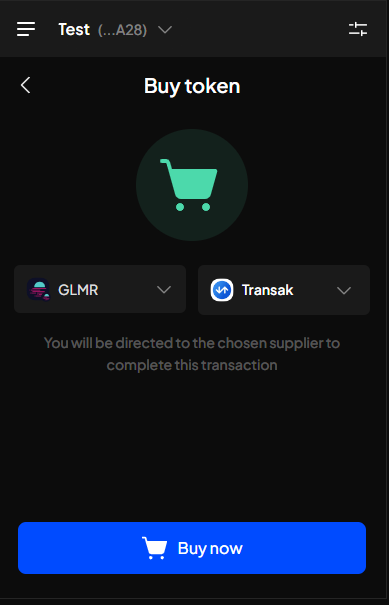 Test (...A28)
Buy token
GLMR
Transak
You will be directed to the chosen supplier to
complete this transaction
Buy now